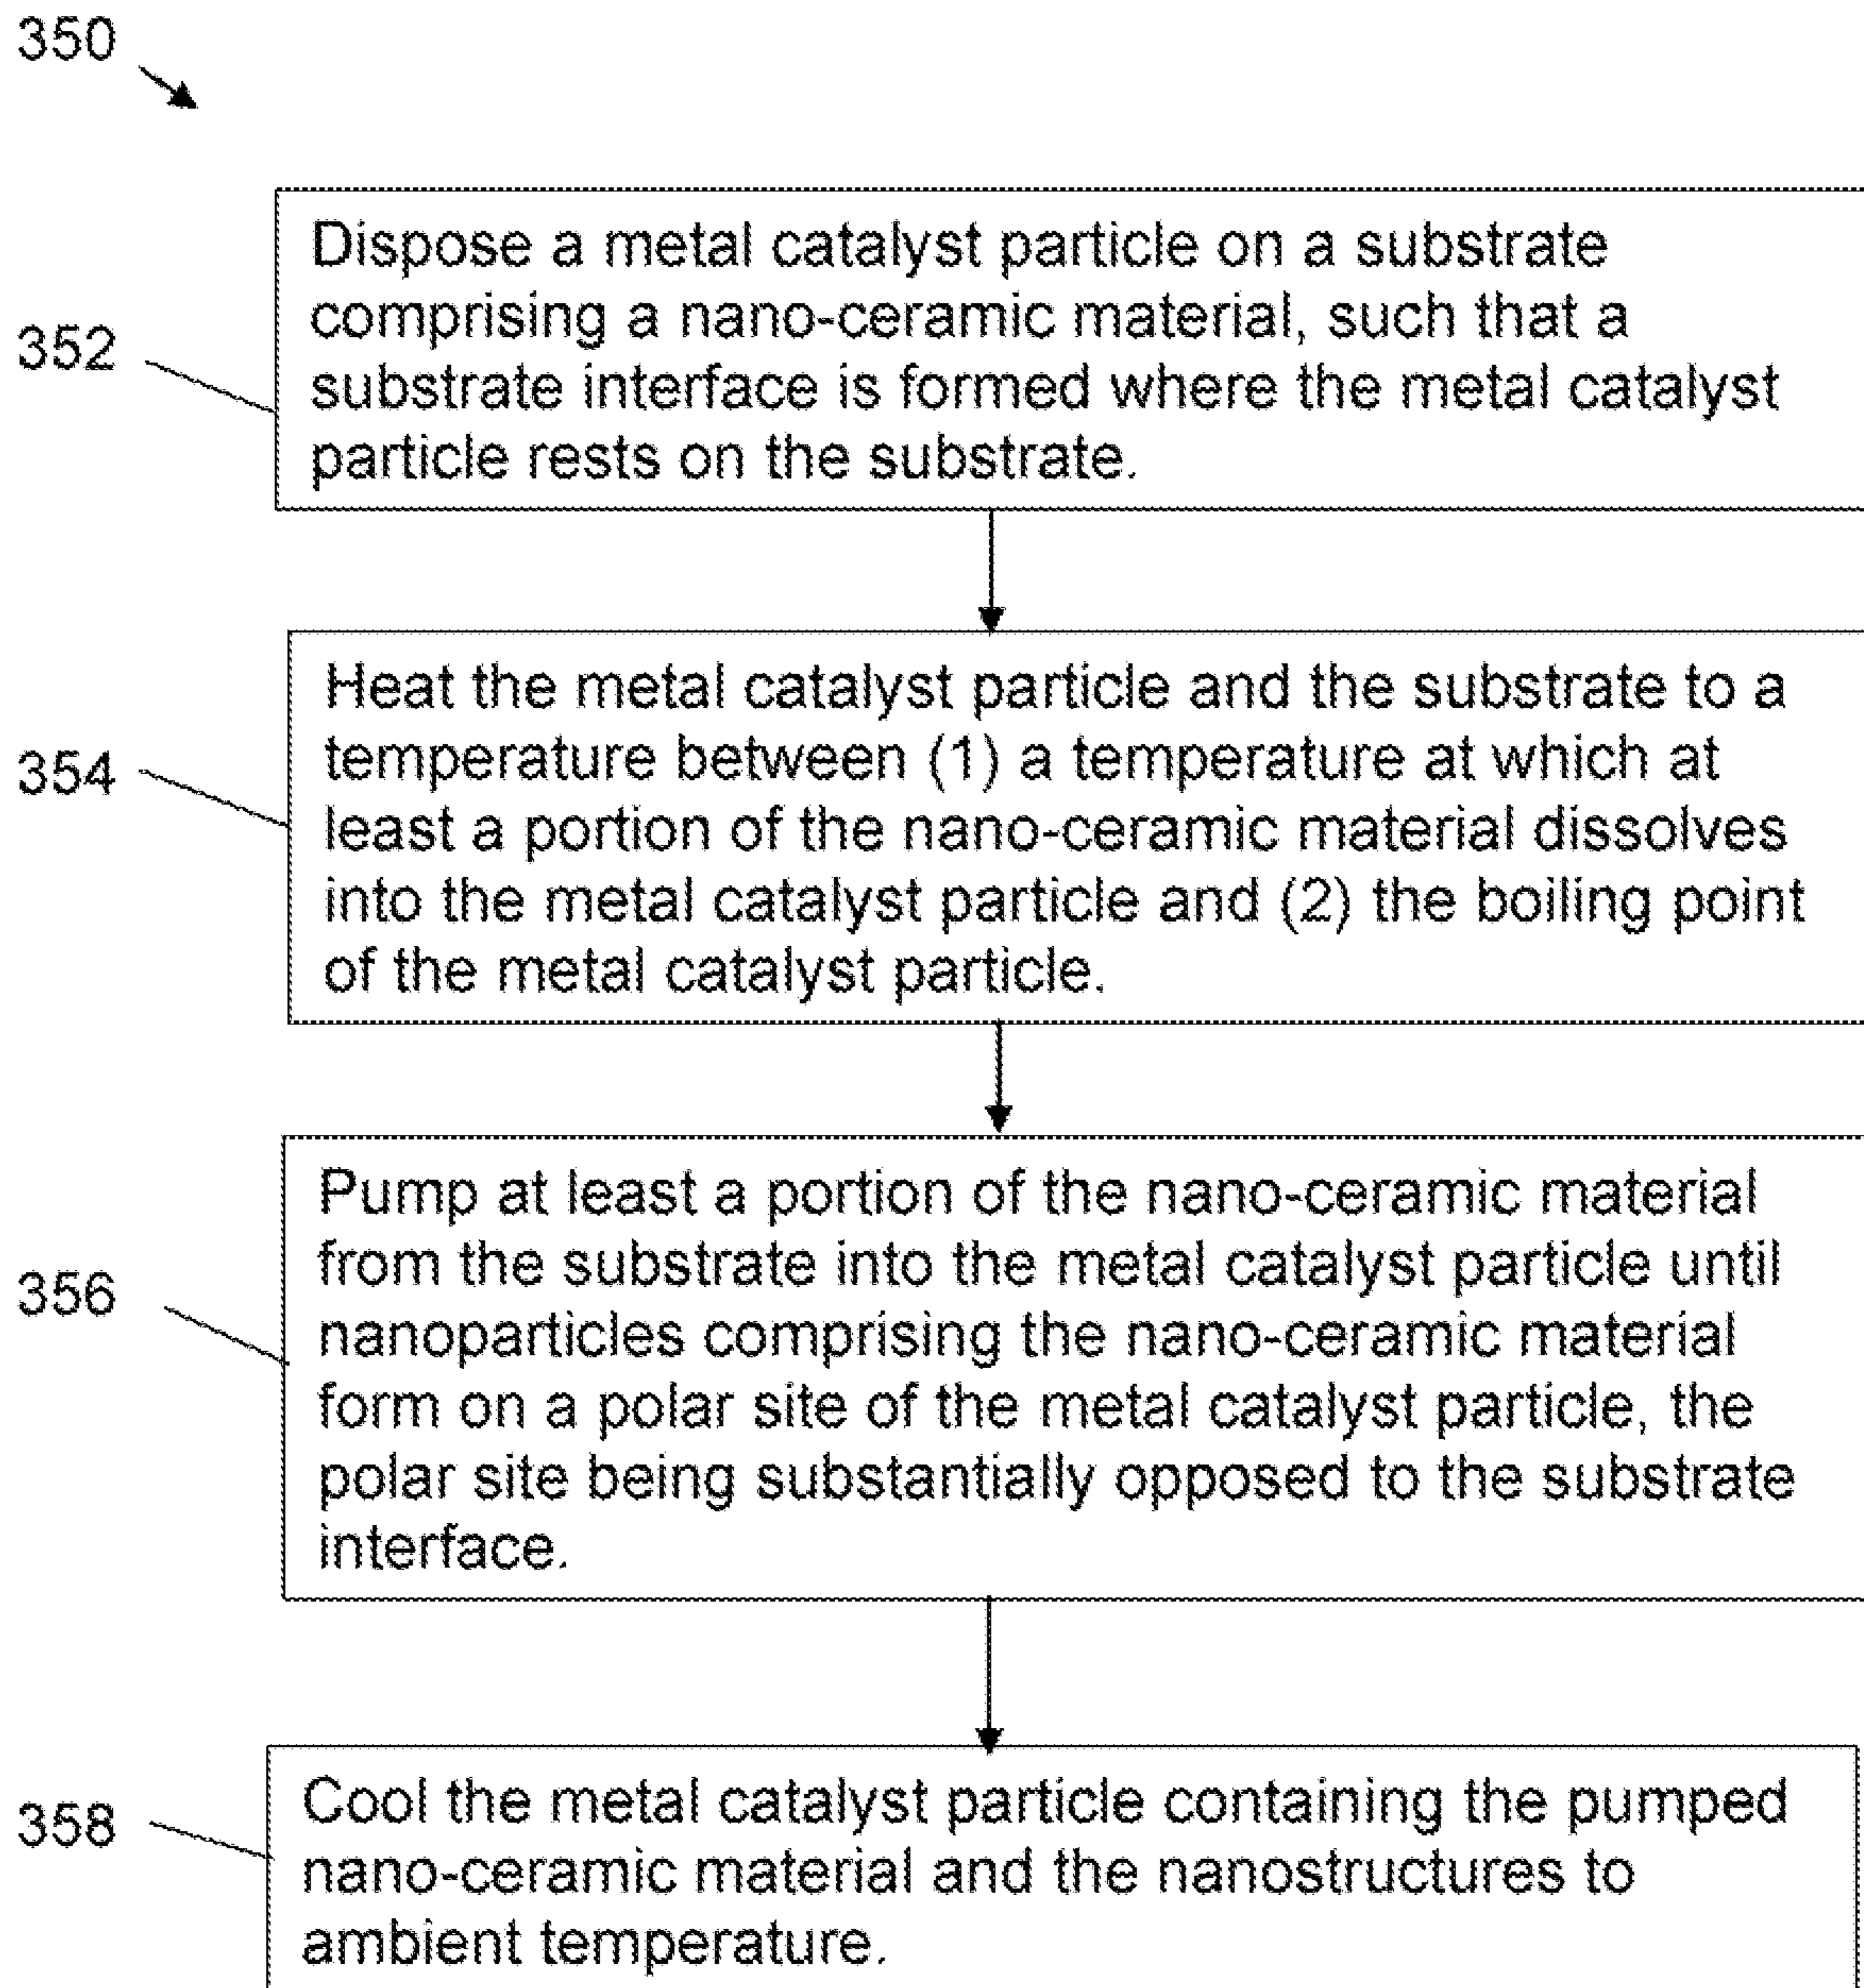 350
Dispose a metal catalyst particle on a substrate
comprising a nano-ceramic material, such that a
352
substrate interface is formed where the metal catalyst
particle rests on the substrate.
Heat the metal catalyst particle and the substrate to a
temperature between (1) a temperature at which at
354
least a portion of the nano-ceramic material dissolves
into the metal catalyst particle and (2) the boiling point
of the metal catalyst particle.
Pump at least a portion of the nano-ceramic material
from the substrate into the metal catalyst particle until
356
nanoparticles comprising the nano-ceramic material
form on a polar site of the metal catalyst particle, the
polar site being substantially opposed to the substrate
interface.
Cool the metal catalyst particle containing the pumped
358
nano-ceramic material and the nanostructures to
ambient temperature.